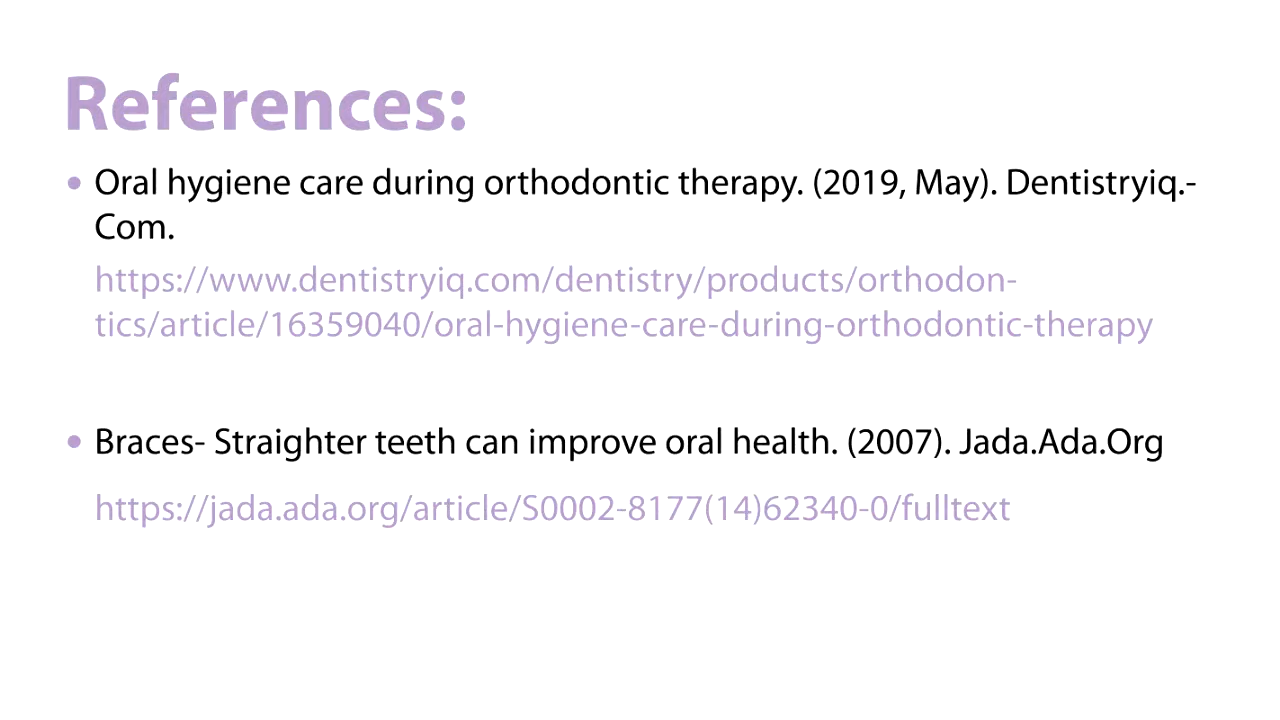 References:
• Oral hygiene care during orthodontic therapy. (2019, May). Dentistryiq.-
Com.
https://www.dentistryiq.com/dentistry/products/orthodon-
tics/article/16359040/oral-hygiene-care-during-orthodontic-therapy
• Braces- Straighter teeth can improve oral health. (2007). Jada.Ada.Org
https://jada.ada.org/article/S0002-8177(14)62340-0/fulltext